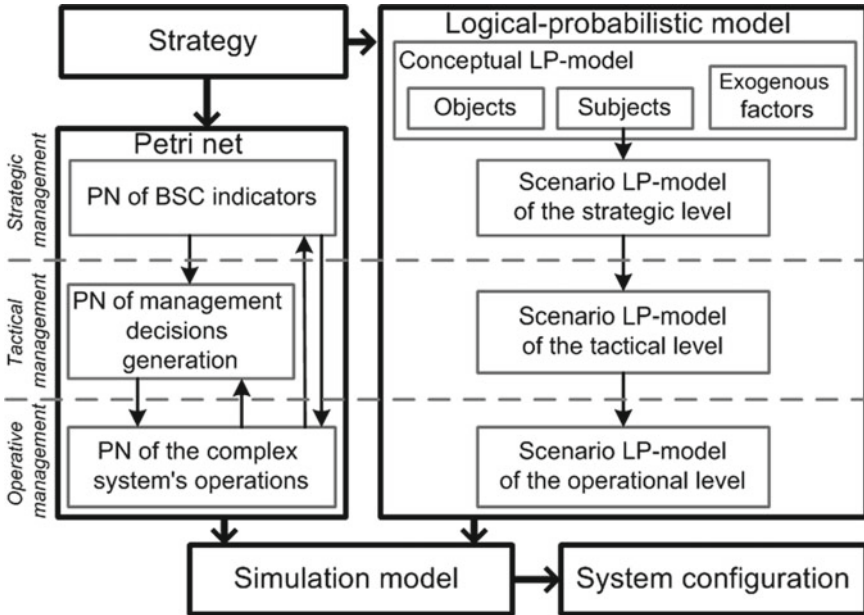 Strategy
Logical-probabilistic model
Conceptual LP-model
Objects
Subjects
Exogenous
factors
Petri net
Strategic
management
PN of BSC indicators
Scenario LP-model
of the strategic level
Tactical
management
PN of management
decisions
generation
Scenario LP-model
of the tactical level
Operative
management
PN of the complex
system's operations
Scenario LP-model
of the operational level
Simulation model
System configuration